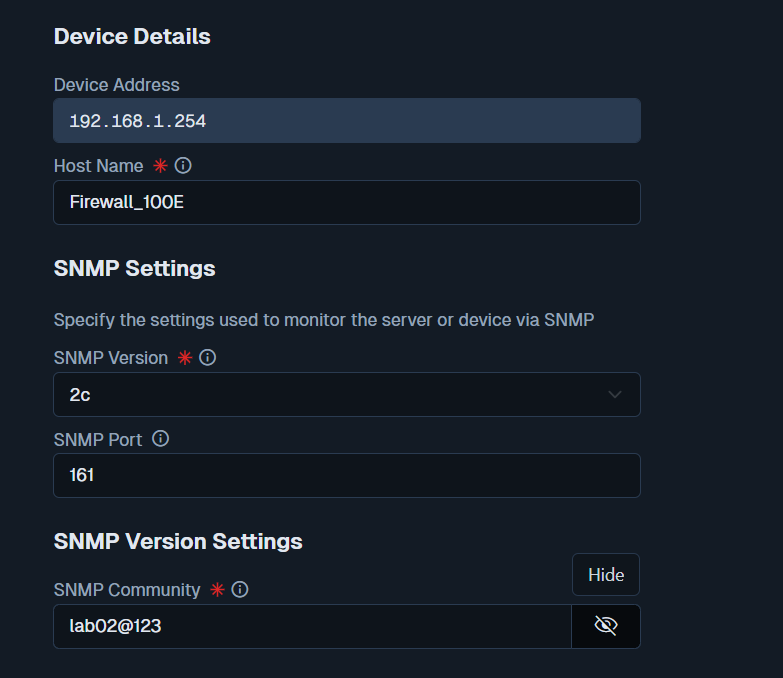 Device Details
Device Address
192.168.1.254
Host Name *
Firewall_100E
SNMP Settings
Specify the settings used to monitor the server or device via SNMP
SNMP Version *
2c
SNMP Port
161
SNMP Version Settings
Hide
SNMP Community *
lab02@123